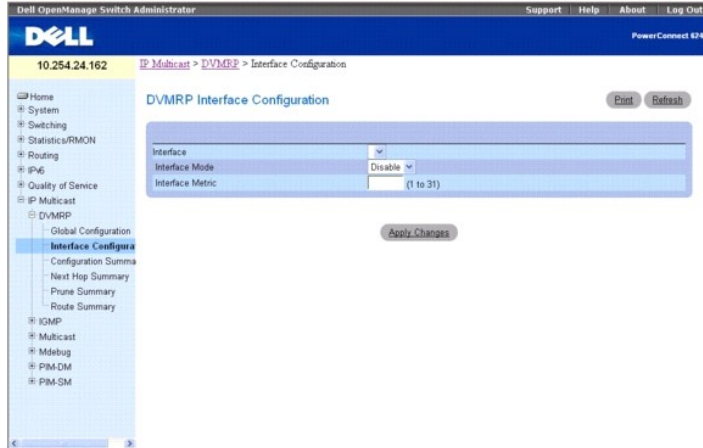 Dell OpenManage Switch Administrator
Support Help About Log Out
DELL
PowerConnect 624
10.254.24.162
IP Multicast > DVMRP > Interface Configuration
Home
System
Switching
Statistics/RMON
Routing
IPv6
Quality of Service
IP Multicast
DVMRP
Global Configuration
Interface Configura
Configuration Summa
Next Hop Summary
Prune Summary
Route Summary
IGMP
Multicast
Mdebug
PIM-DM
PIM-SM
DVMRP Interface Configuration
Print Refresh
Interface
Interface Mode Disable
Interface Metric (1 to 31)
Apply Changes